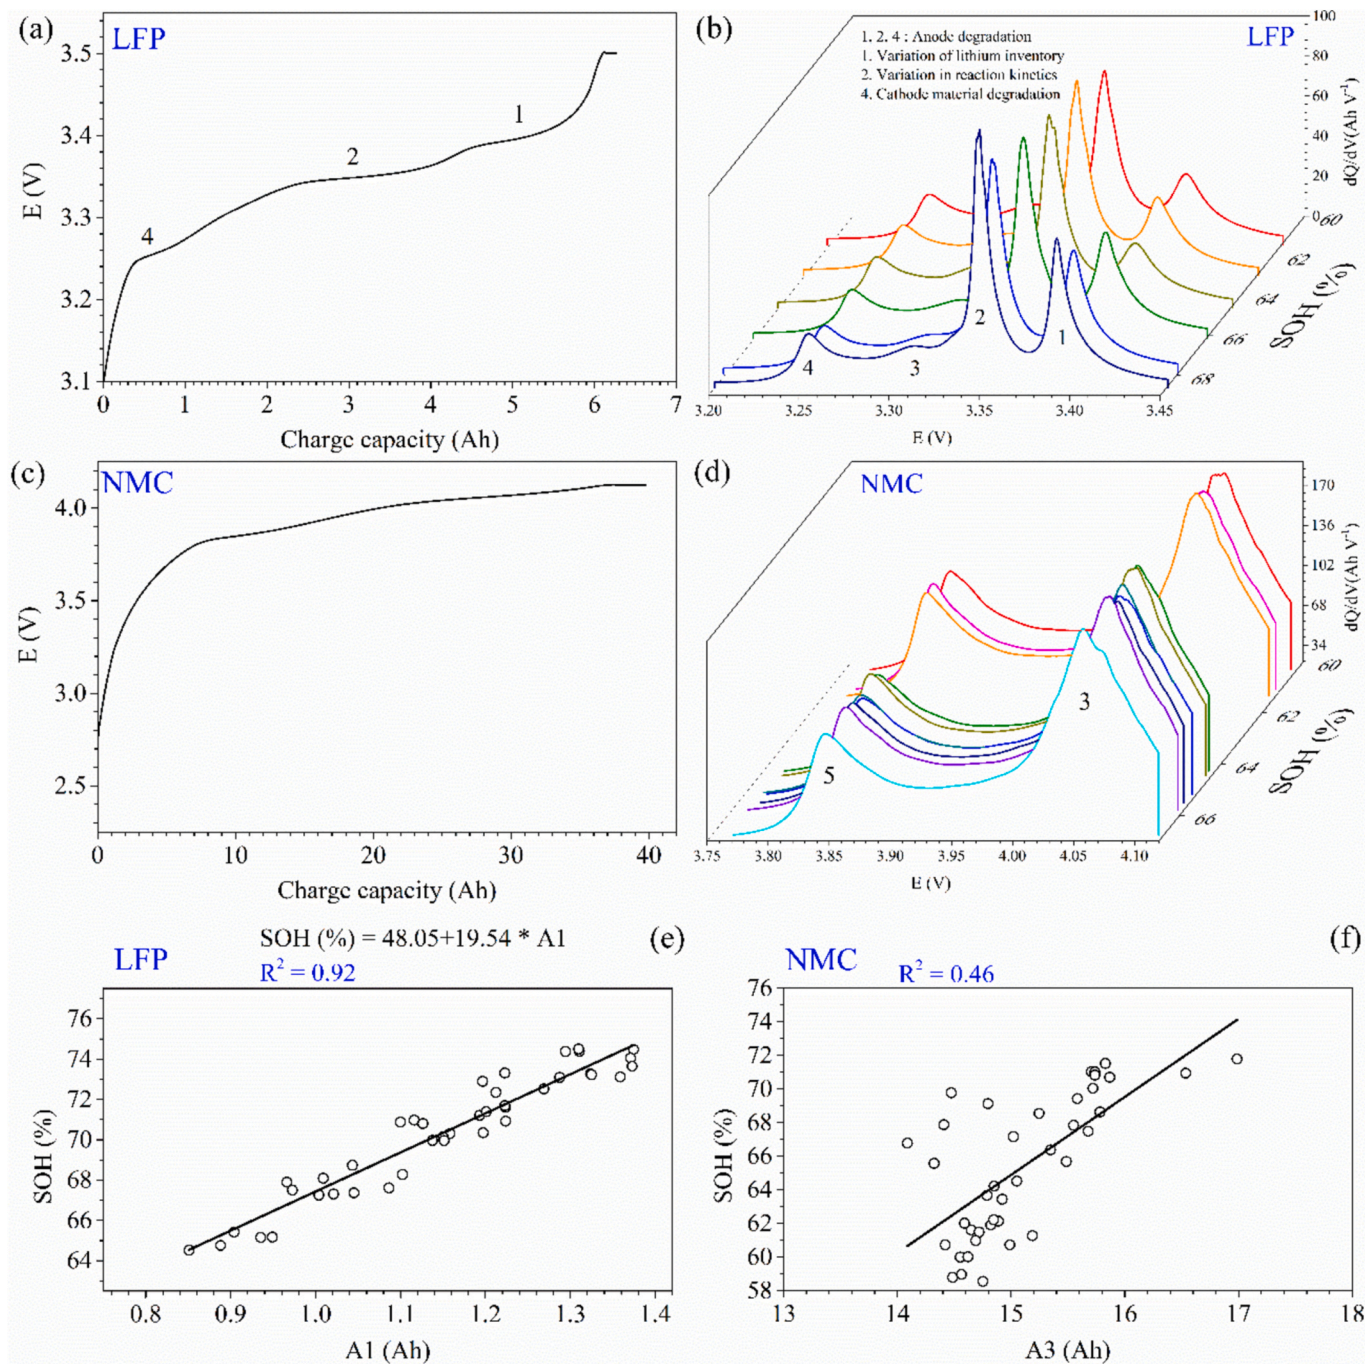 (a)
LFP
3.5
3.4
3.3
3.2
3.1
E (V)
1
2
4
0 1 2 3 4 5 6 7
Charge capacity (Ah)
(b)
LFP
1, 2, 4 : Anode degradation
1. Variation of lithium inventory
2. Variation in reaction kinetics
4. Cathode material degradation
100
80
60
40
20
0
dQ/dV(Ah V-1)
60
62
64
66
68
SOH (%)
4
3
2
1
3.20 3.25 3.30 3.35 3.40 3.45
E (V)
(c)
NMC
4.0
3.5
3.0
2.5
E (V)
0 10 20 30 40
Charge capacity (Ah)
(d)
NMC
170
136
102
68
34
dQ/dV(Ah V-1)
60
62
64
66
SOH (%)
5
3
3.75 3.80 3.85 3.90 3.95 4.00 4.05 4.10
E (V)
SOH (%) = 48.05+19.54 * A1
(e)
LFP
R2 = 0.92
76
74
72
70
68
66
64
SOH (%)
0.8 0.9 1.0 1.1 1.2 1.3 1.4
A1 (Ah)
(f)
NMC
R2 = 0.46
76
74
72
70
68
66
64
62
60
58
SOH (%)
13 14 15 16 17 18
A3 (Ah)